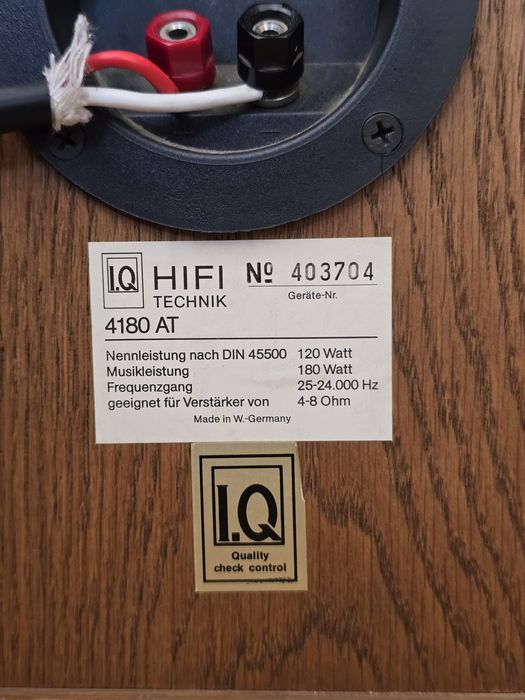 I.Q HIFI TECHNIK Nº 403704
Geräte-Nr.
4180 AT
Nennleistung nach DIN 45500 120 Watt
Musikleistung 180 Watt
Frequenzgang 25-24.000 Hz
geeignet für Verstärker von 4-8 Ohm
Made in W.-Germany
I.Q
Quality
check control